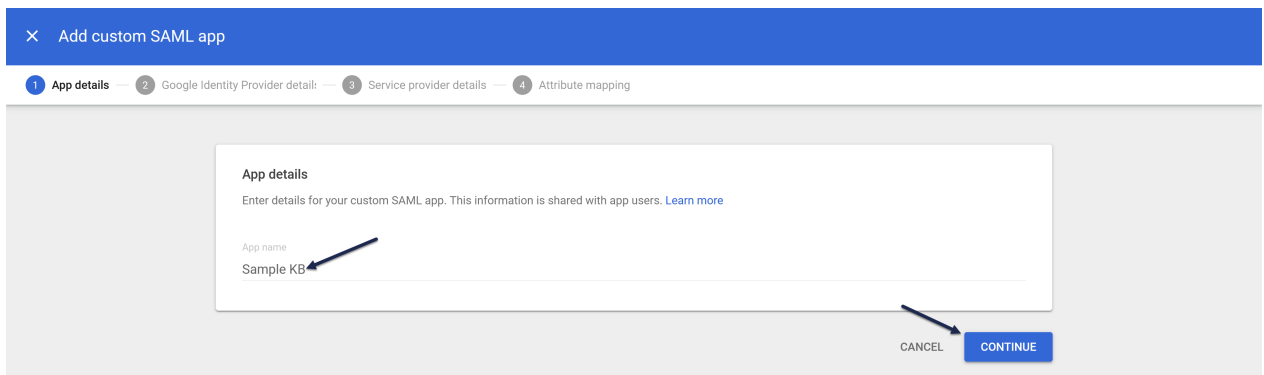 Add custom SAML app
1 App details 2 Google Identity Provider details 3 Service provider details 4 Attribute mapping
App details
Enter details for your custom SAML app. This information is shared with app users. Learn more
App name
Sample KB
CANCEL CONTINUE